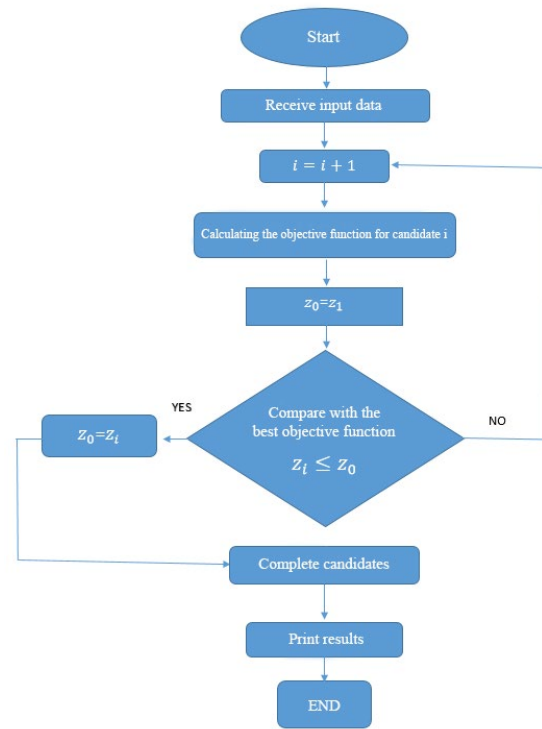 Start
Receive input data
i = i + 1
Calculating the objective function for candidate i
z₀=z₁
Compare with the
best objective function
zᵢ ≤ z₀
YES
NO
z₀=zᵢ
Complete candidates
Print results
END